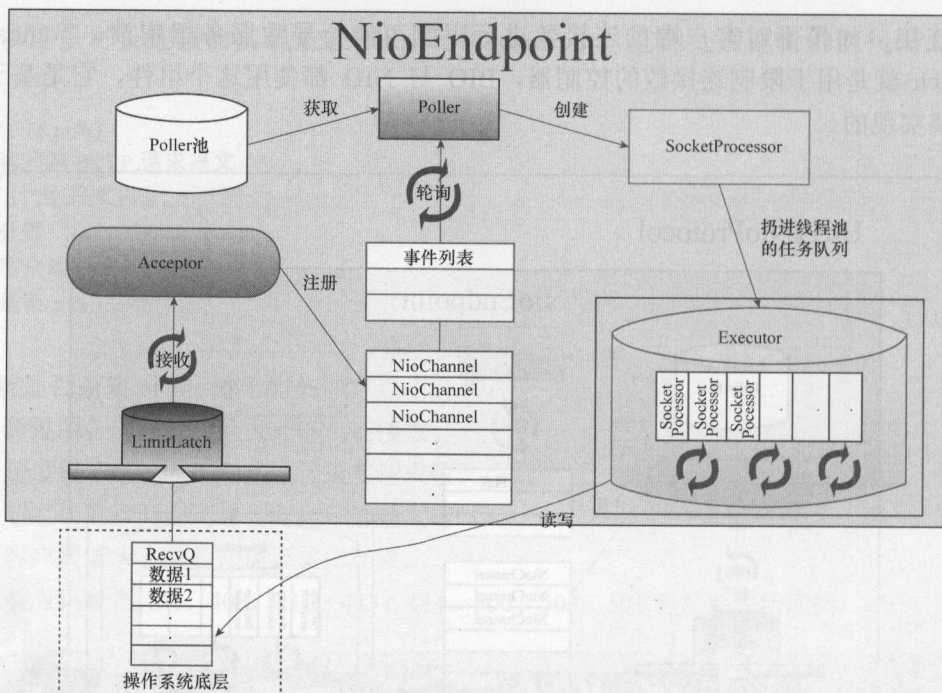 NioEndpoint
Poller池
获取
Poller
创建
SocketProcessor
轮询
扔进线程池
的任务队列
Acceptor
注册
事件列表
接收
Executor
NioChannel
NioChannel
NioChannel
Socket
Pocessor
Socket
Pocessor
Socket
Pocessor
LimitLatch
读写
RecvQ
数据1
数据2
操作系统底层